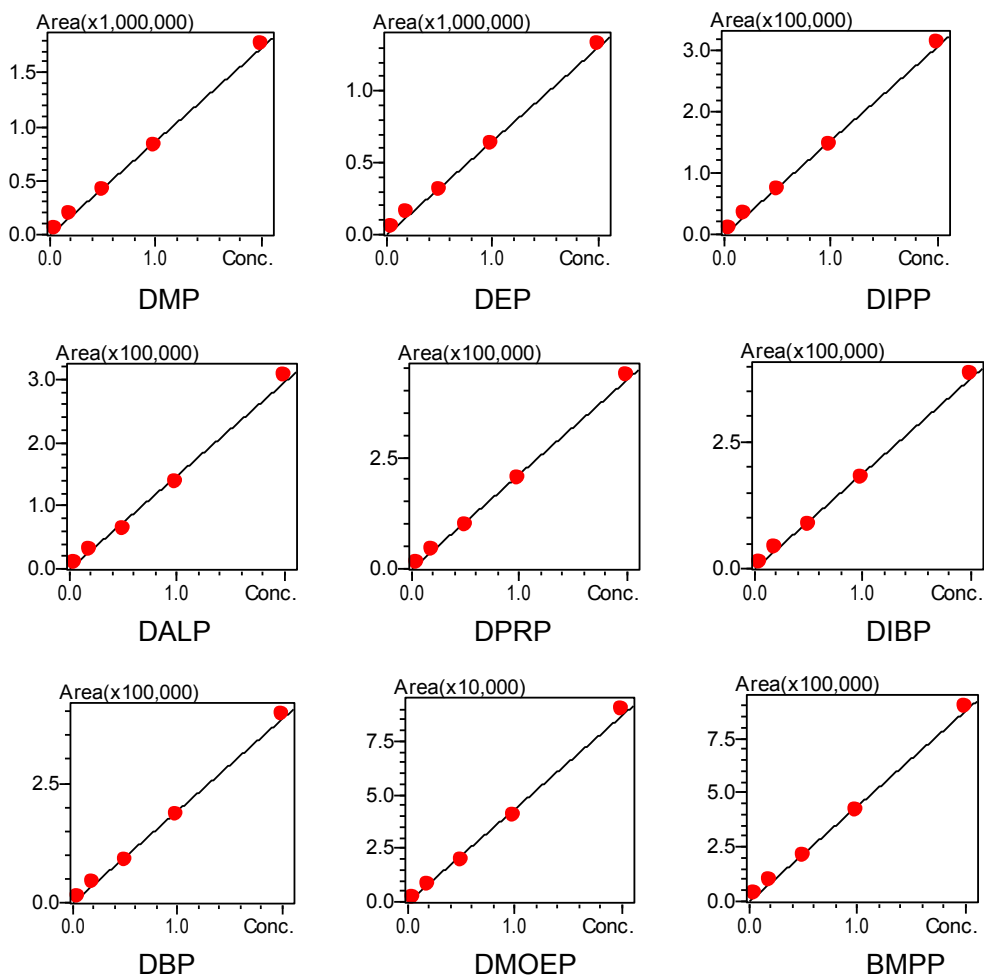 Area(x1,000,000)
1.5
1.0
0.5
0.0
0.0 1.0 Conc.
DMP
Area(x1,000,000)
1.0
0.5
0.0
0.0 1.0 Conc.
DEP
Area(x100,000)
3.0
2.0
1.0
0.0
0.0 1.0 Conc.
DIPP
Area(x100,000)
3.0
2.0
1.0
0.0
0.0 1.0 Conc.
DALP
Area(x100,000)
2.5
0.0
0.0 1.0 Conc.
DPRP
Area(x100,000)
2.5
0.0
0.0 1.0 Conc.
DIBP
Area(x100,000)
2.5
0.0
0.0 1.0 Conc.
DBP
Area(x10,000)
7.5
5.0
2.5
0.0
0.0 1.0 Conc.
DMOEP
Area(x100,000)
7.5
5.0
2.5
0.0
0.0 1.0 Conc.
BMPP